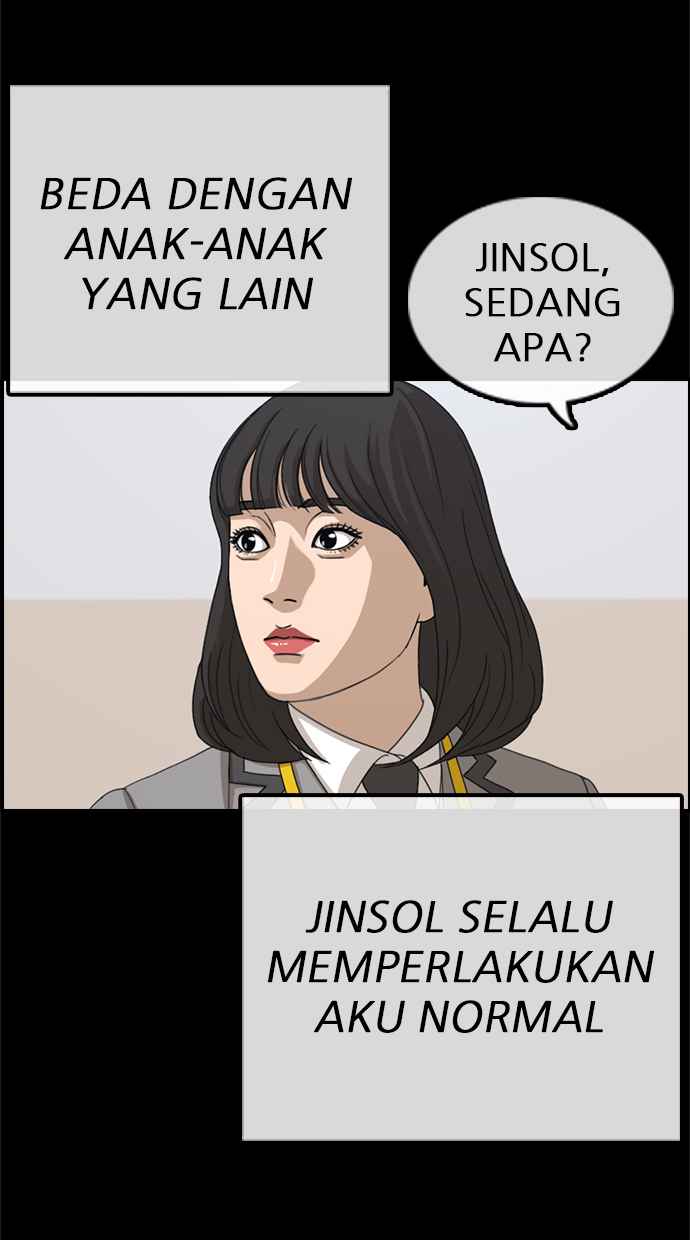 BEDA DENGAN
ANAK-ANAK
YANG LAIN
JINSOL,
SEDANG
APA?
JINSOL SELALU
MEMPERLAKUKAN
AKU NORMAL